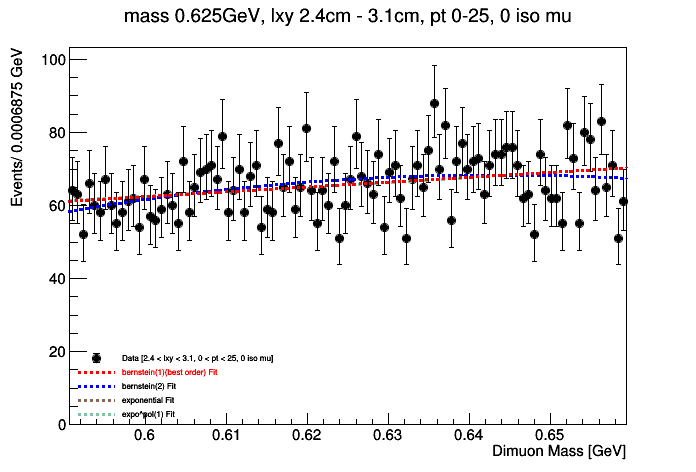 mass 0.625GeV, lxy 2.4cm - 3.1cm, pt 0-25, 0 iso mu
Events/ 0.0006875 GeV
100
80
60
40
20
0
Data [2.4 < lxy < 3.1, 0 < pt < 25, 0 iso mu]
bernstein(1)(best order) Fit
bernstein(2) Fit
exponential Fit
expo*pol(1) Fit
0.6 0.61 0.62 0.63 0.64 0.65
Dimuon Mass [GeV]